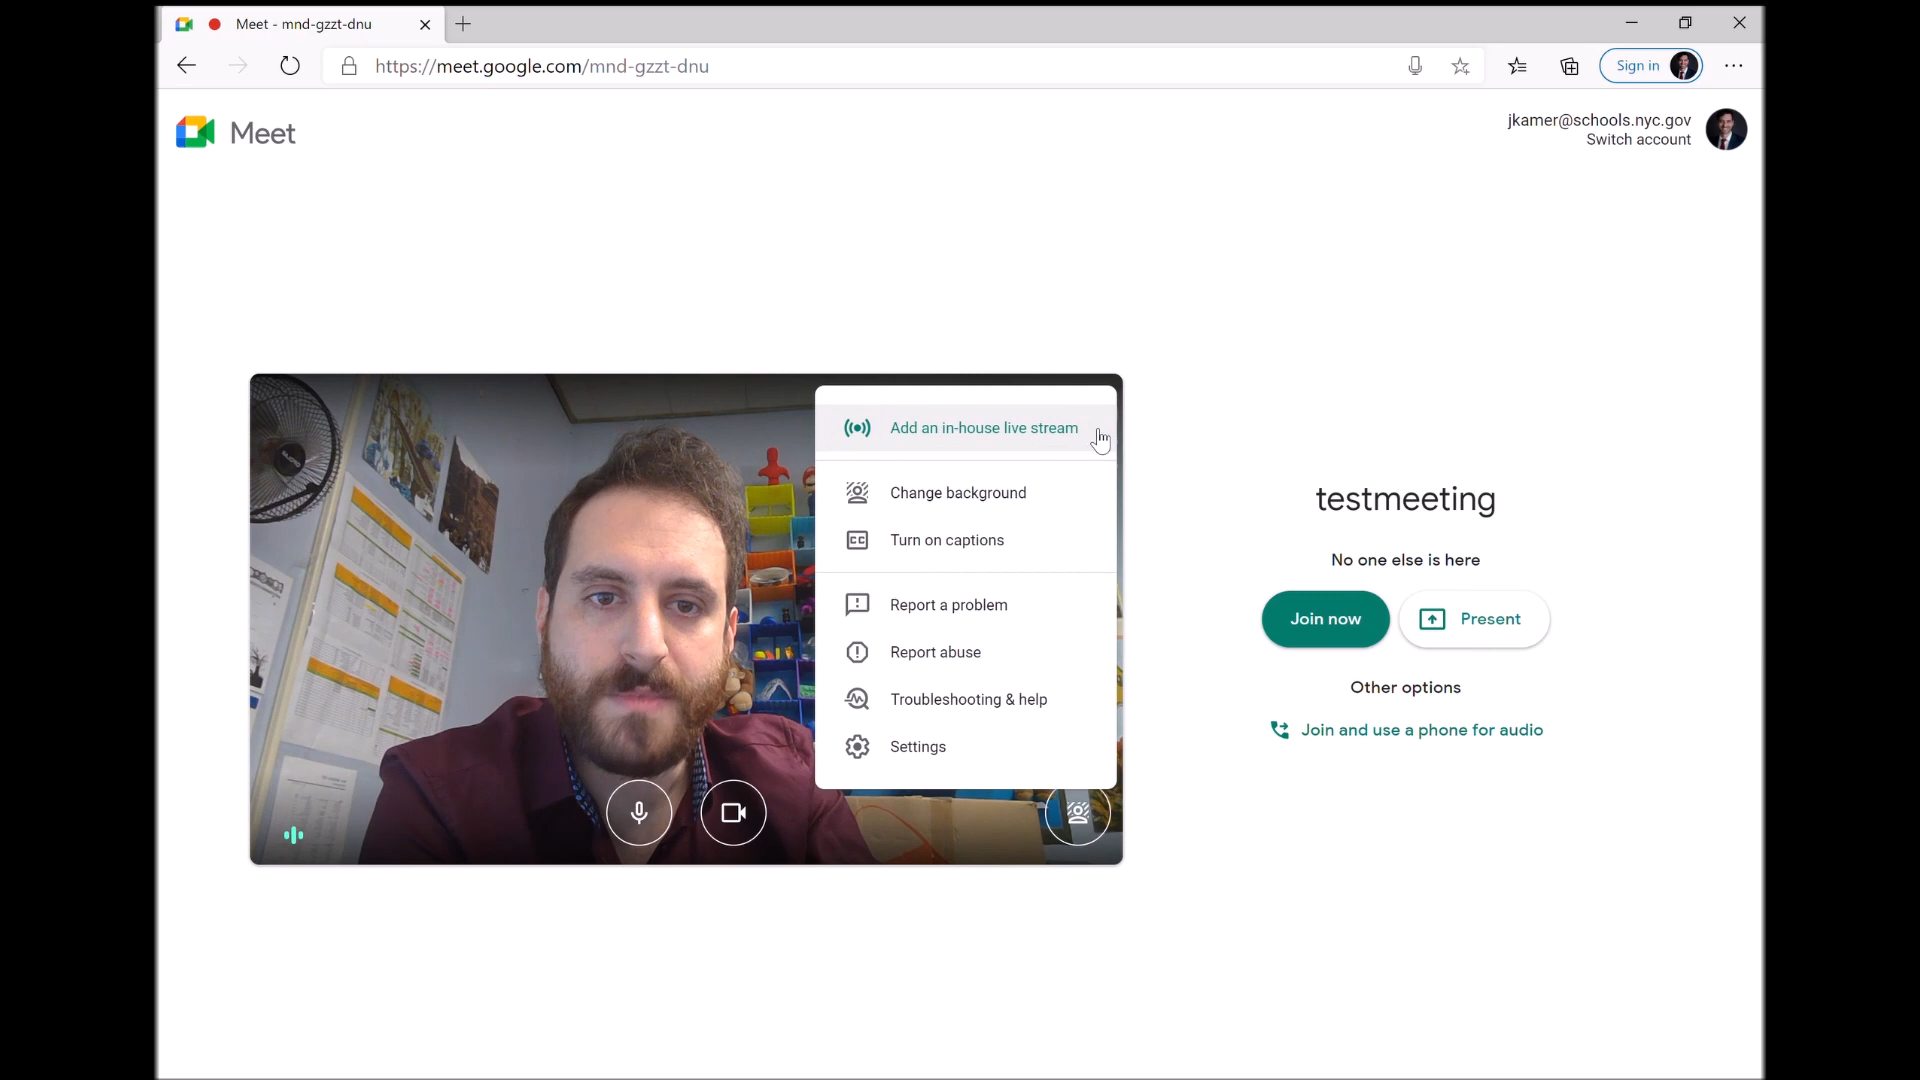 Meet - mnd-gzzt-dnu
https://meet.google.com/mnd-gzzt-dnu
Sign in
Meet
jkamer@schools.nyc.gov
Switch account
Add an in-house live stream
Change background
CC Turn on captions
Report a problem
Report abuse
Troubleshooting & help
Settings
testmeeting
No one else is here
Join now
Present
Other options
Join and use a phone for audio